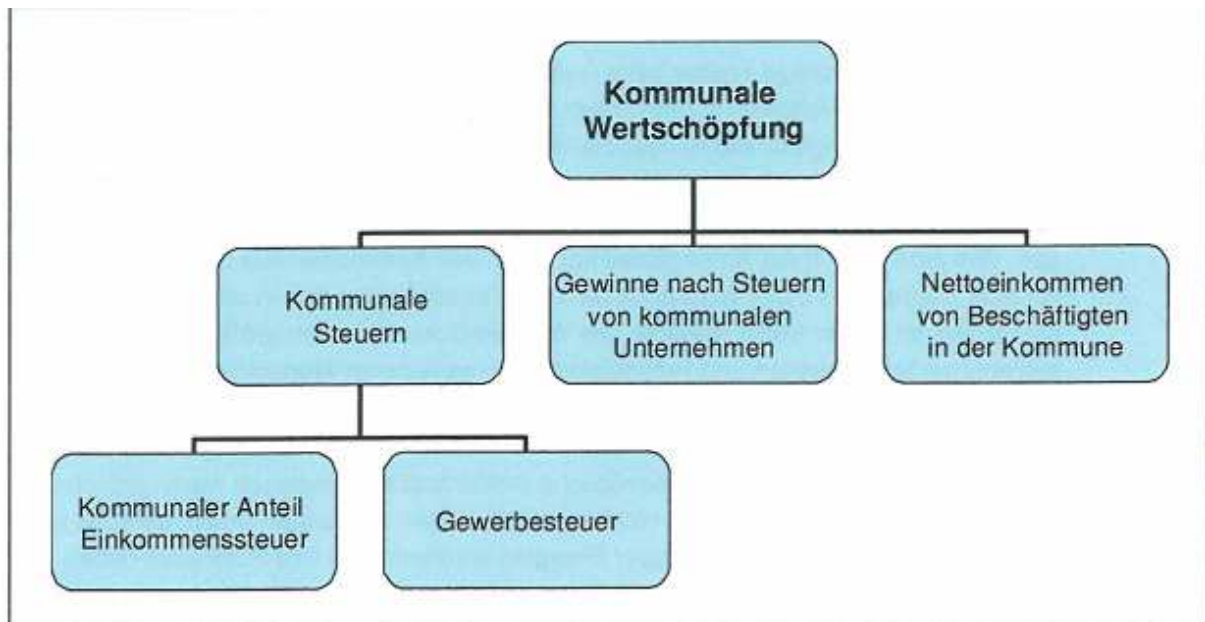 Kommunale
Wertschöpfung
Kommunale
Steuern
Gewinne nach Steuern
von kommunalen
Unternehmen
Nettoeinkommen
von Beschäftigten
in der Kommune
Kommunaler Anteil
Einkommenssteuer
Gewerbesteuer